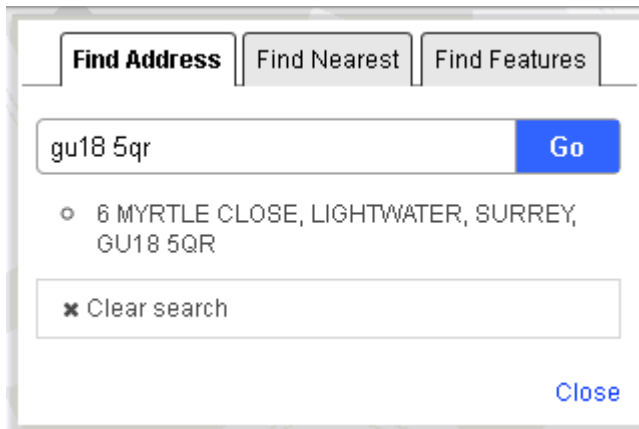 Find Address Find Nearest Find Features
gu18 5qr Go
6 MYRTLE CLOSE, LIGHTWATER, SURREY,
GU18 5QR
✖ Clear search
Close